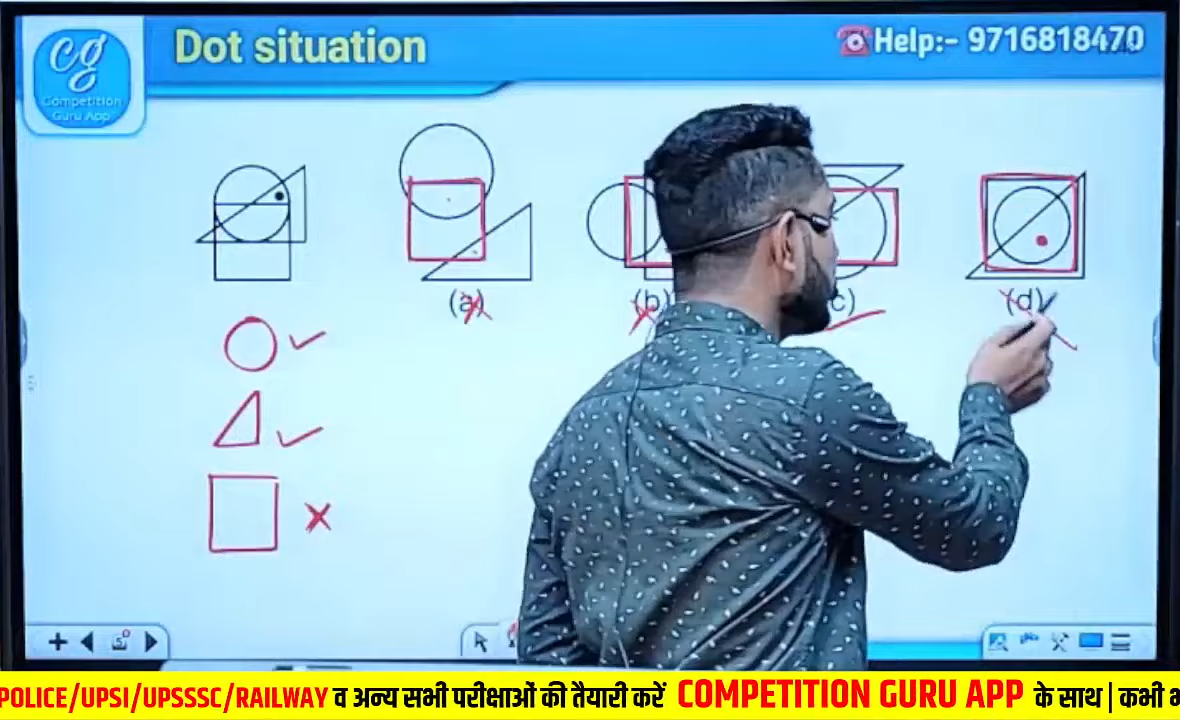 cg
Competition
Guru App
Dot situation
☎Help:- 9716818470
(a)
(b)
c)
(d)
POLICE/UPSI/UPSSSC/RAILWAY व अन्य सभी परीक्षाओं की तैयारी करें COMPETITION GURU APP के साथ | कभी